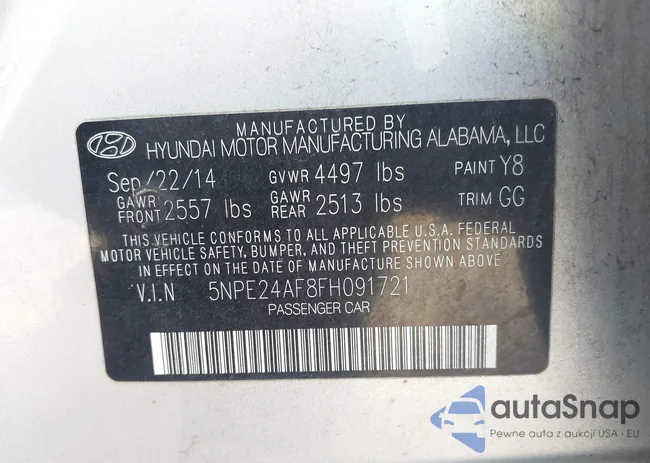 MANUFACTURED BY
HYUNDAI MOTOR MANUFACTURING ALABAMA, LLC
Sep/22/14 GVWR 4497 lbs PAINT Y8
GAWR FRONT 2557 lbs GAWR REAR 2513 lbs TRIM GG
THIS VEHICLE CONFORMS TO ALL APPLICABLE U.S.A. FEDERAL
MOTOR VEHICLE SAFETY, BUMPER, AND THEFT PREVENTION STANDARDS
IN EFFECT ON THE DATE OF MANUFACTURE SHOWN ABOVE
V.I.N 5NPE24AF8FH091721
PASSENGER CAR
autoSnap
Pewne auta z aukcji USA - EU